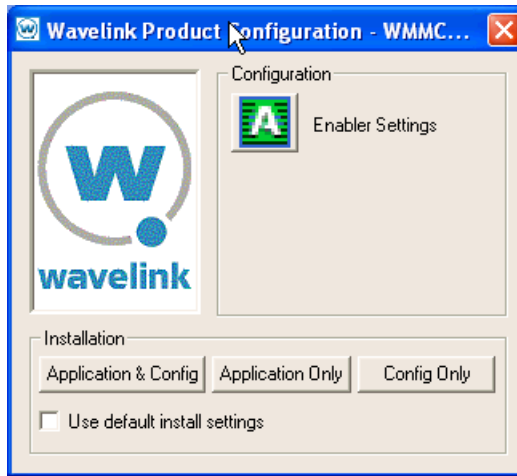 Wavelink Product Configuration - WMMC...
Configuration
A
Enabler Settings
w
wavelink
Installation
Application & Config
Application Only
Config Only
Use default install settings